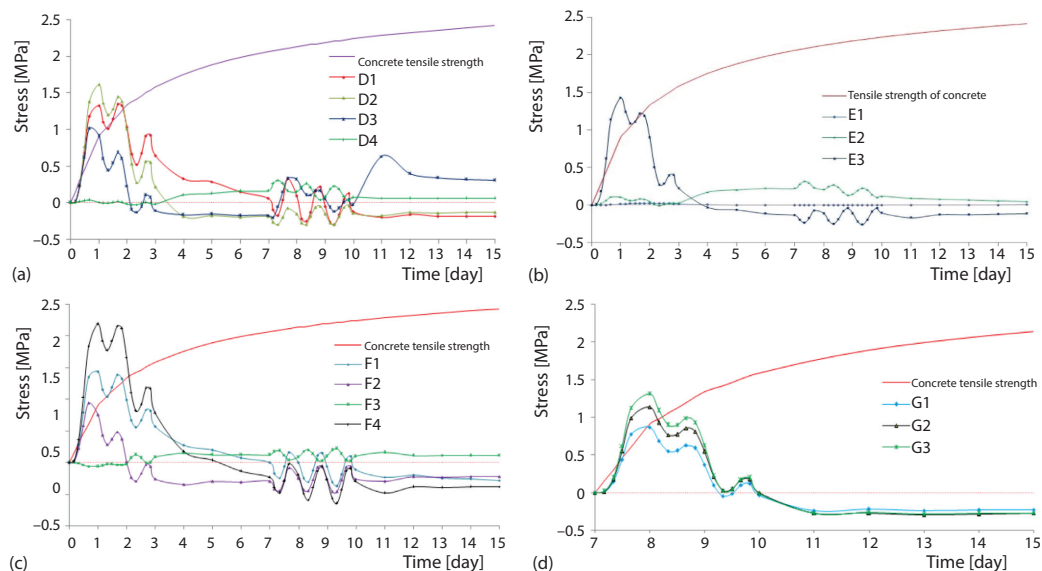 Stress [MPa]
2.5
2
1.5
1
0.5
0
−0.5
Concrete tensile strength
D1
D2
D3
D4
0 1 2 3 4 5 6 7 8 9 10 11 12 13 14 15
(a)
Time [day]
Stress [MPa]
2.5
2
1.5
1
0.5
0
−0.5
Tensile strength of concrete
E1
E2
E3
0 1 2 3 4 5 6 7 8 9 10 11 12 13 14 15
(b)
Time [day]
Stress [MPa]
2.5
2
1.5
1
0.5
0
−0.5
Concrete tensile strength
F1
F2
F3
F4
0 1 2 3 4 5 6 7 8 9 10 11 12 13 14 15
(c)
Time [day]
Stress [MPa]
2.5
2
1.5
1
0.5
0
−0.5
Concrete tensile strength
G1
G2
G3
7 8 9 10 11 12 13 14 15
(d)
Time [day]